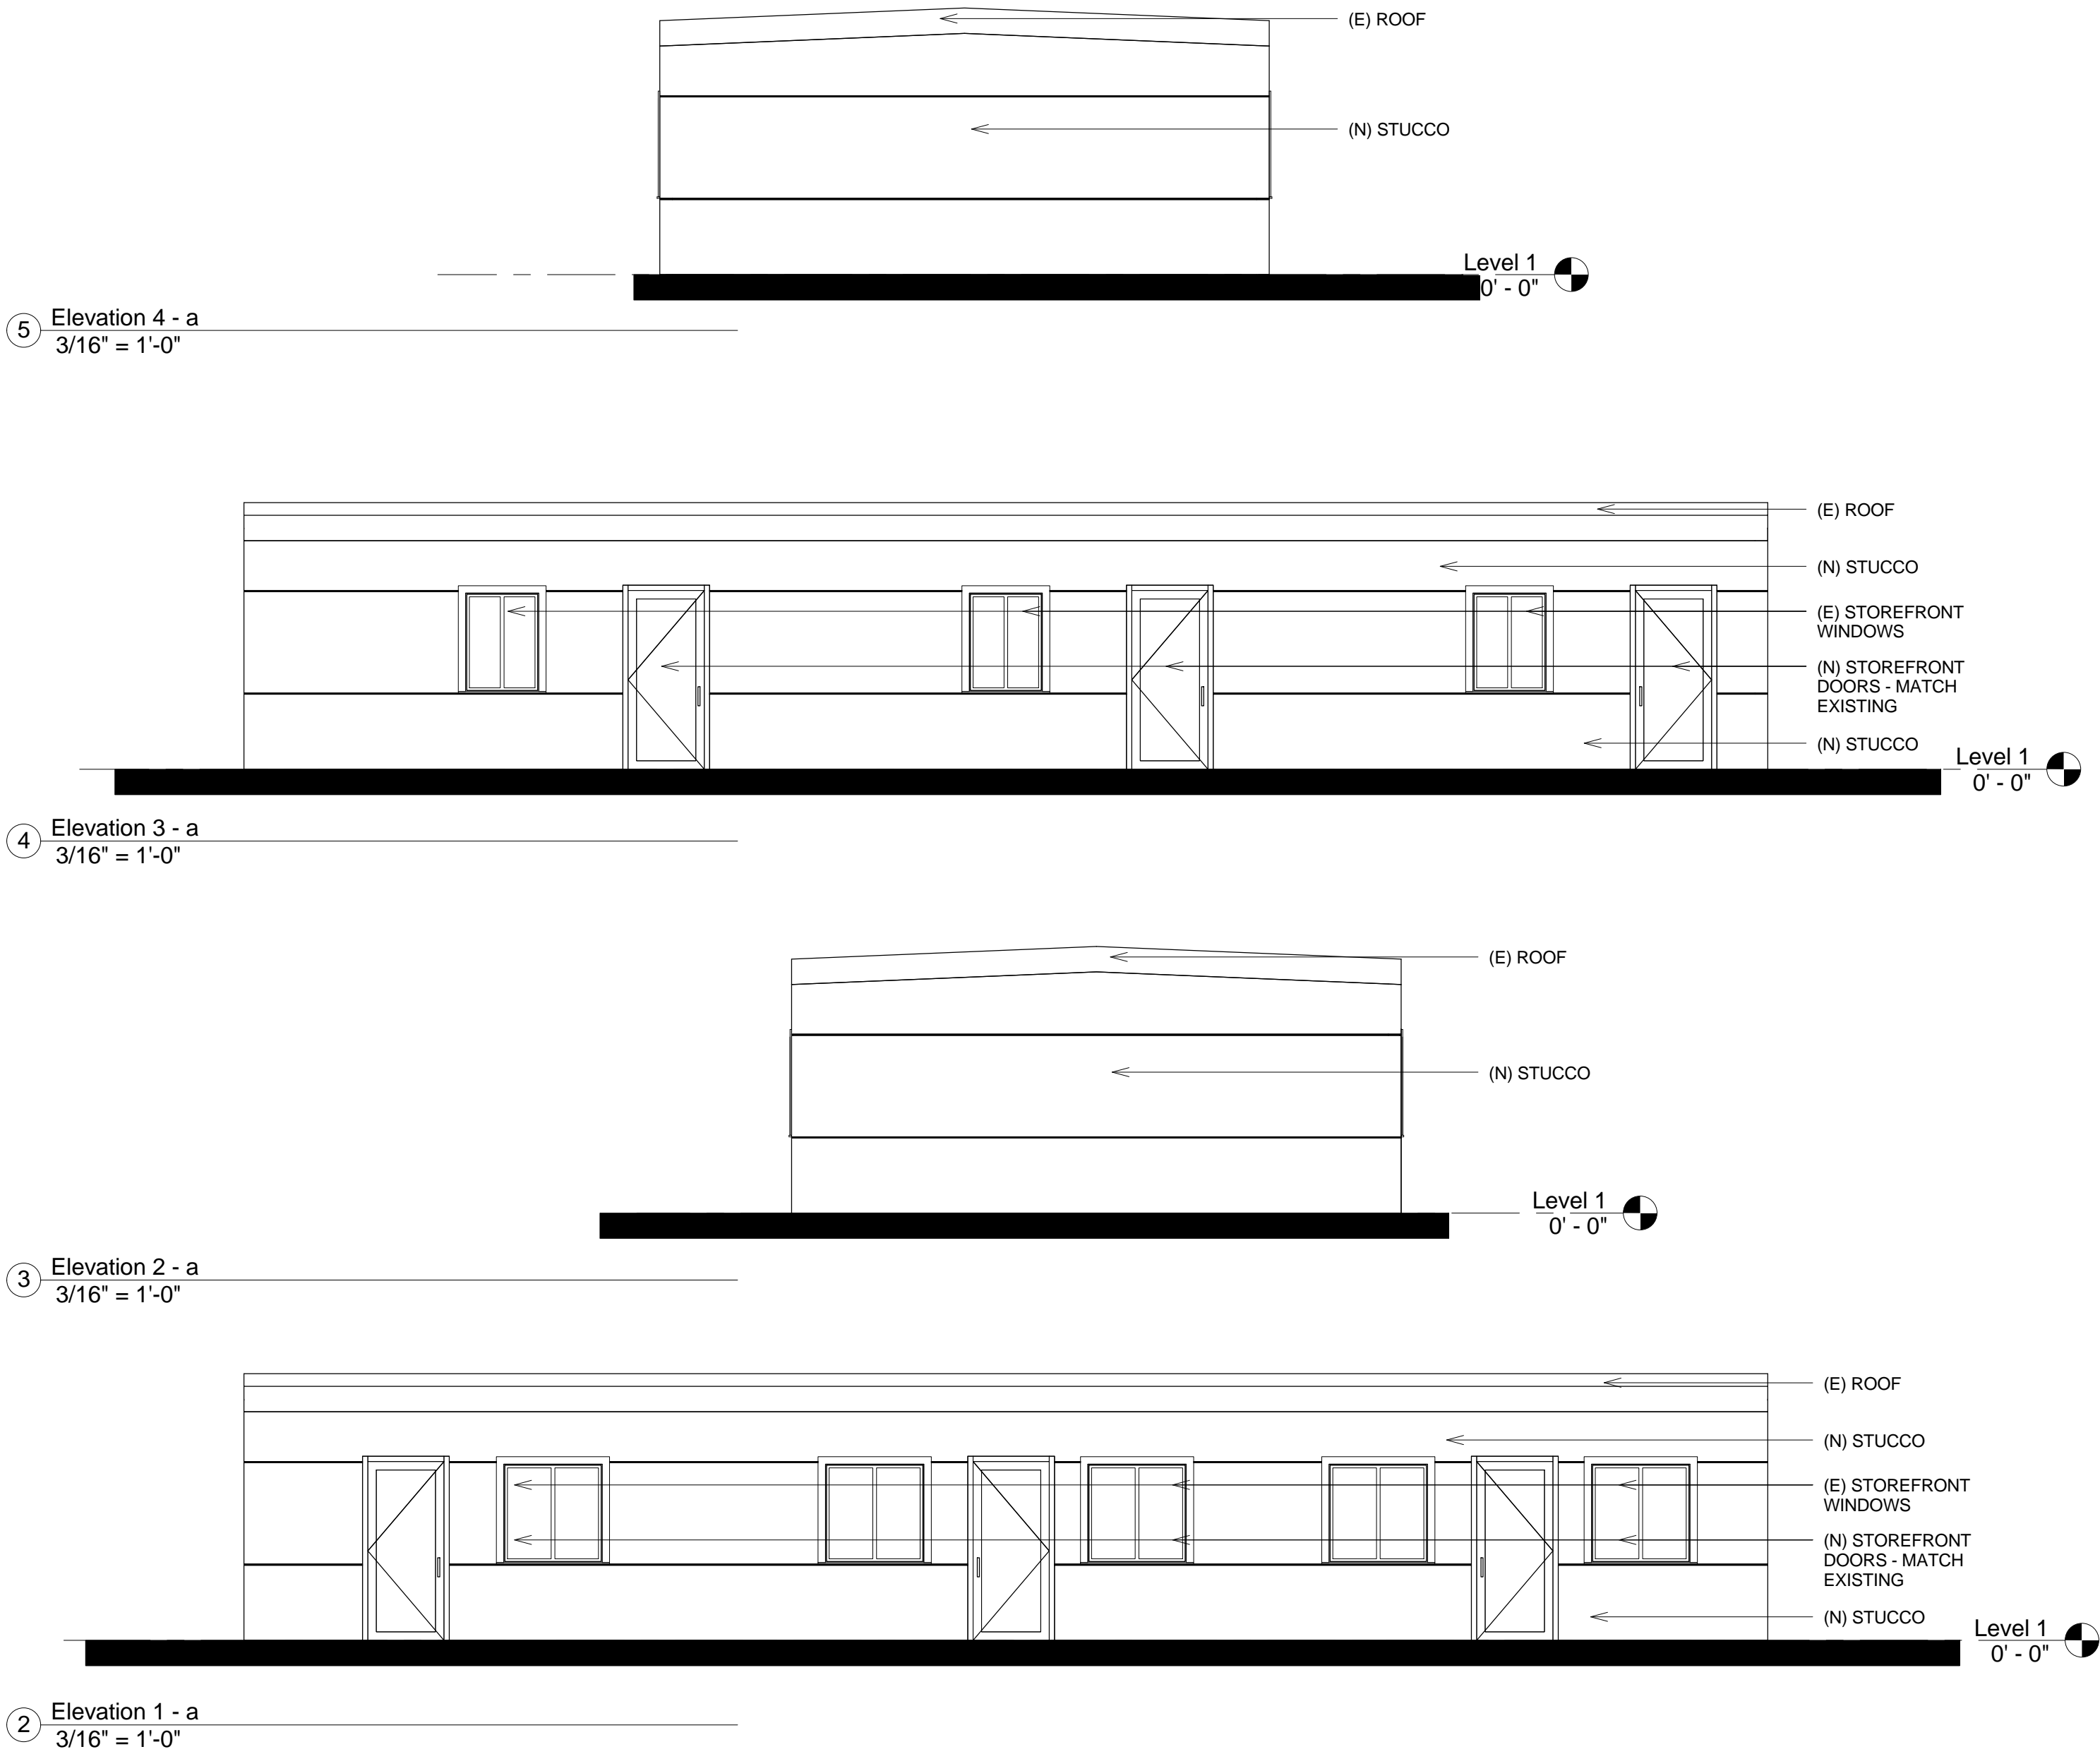 (E) ROOF
(N) STUCCO
Level 1
0' - 0"
5
Elevation 4 - a
3/16" = 1'-0"
(E) ROOF
(N) STUCCO
(E) STOREFRONT
WINDOWS
(N) STOREFRONT
DOORS - MATCH
EXISTING
(N) STUCCO
Level 1
0' - 0"
4
Elevation 3 - a
3/16" = 1'-0"
(E) ROOF
(N) STUCCO
Level 1
0' - 0"
3
Elevation 2 - a
3/16" = 1'-0"
(E) ROOF
(N) STUCCO
(E) STOREFRONT
WINDOWS
(N) STOREFRONT
DOORS - MATCH
EXISTING
(N) STUCCO
Level 1
0' - 0"
2
Elevation 1 - a
3/16" = 1'-0"